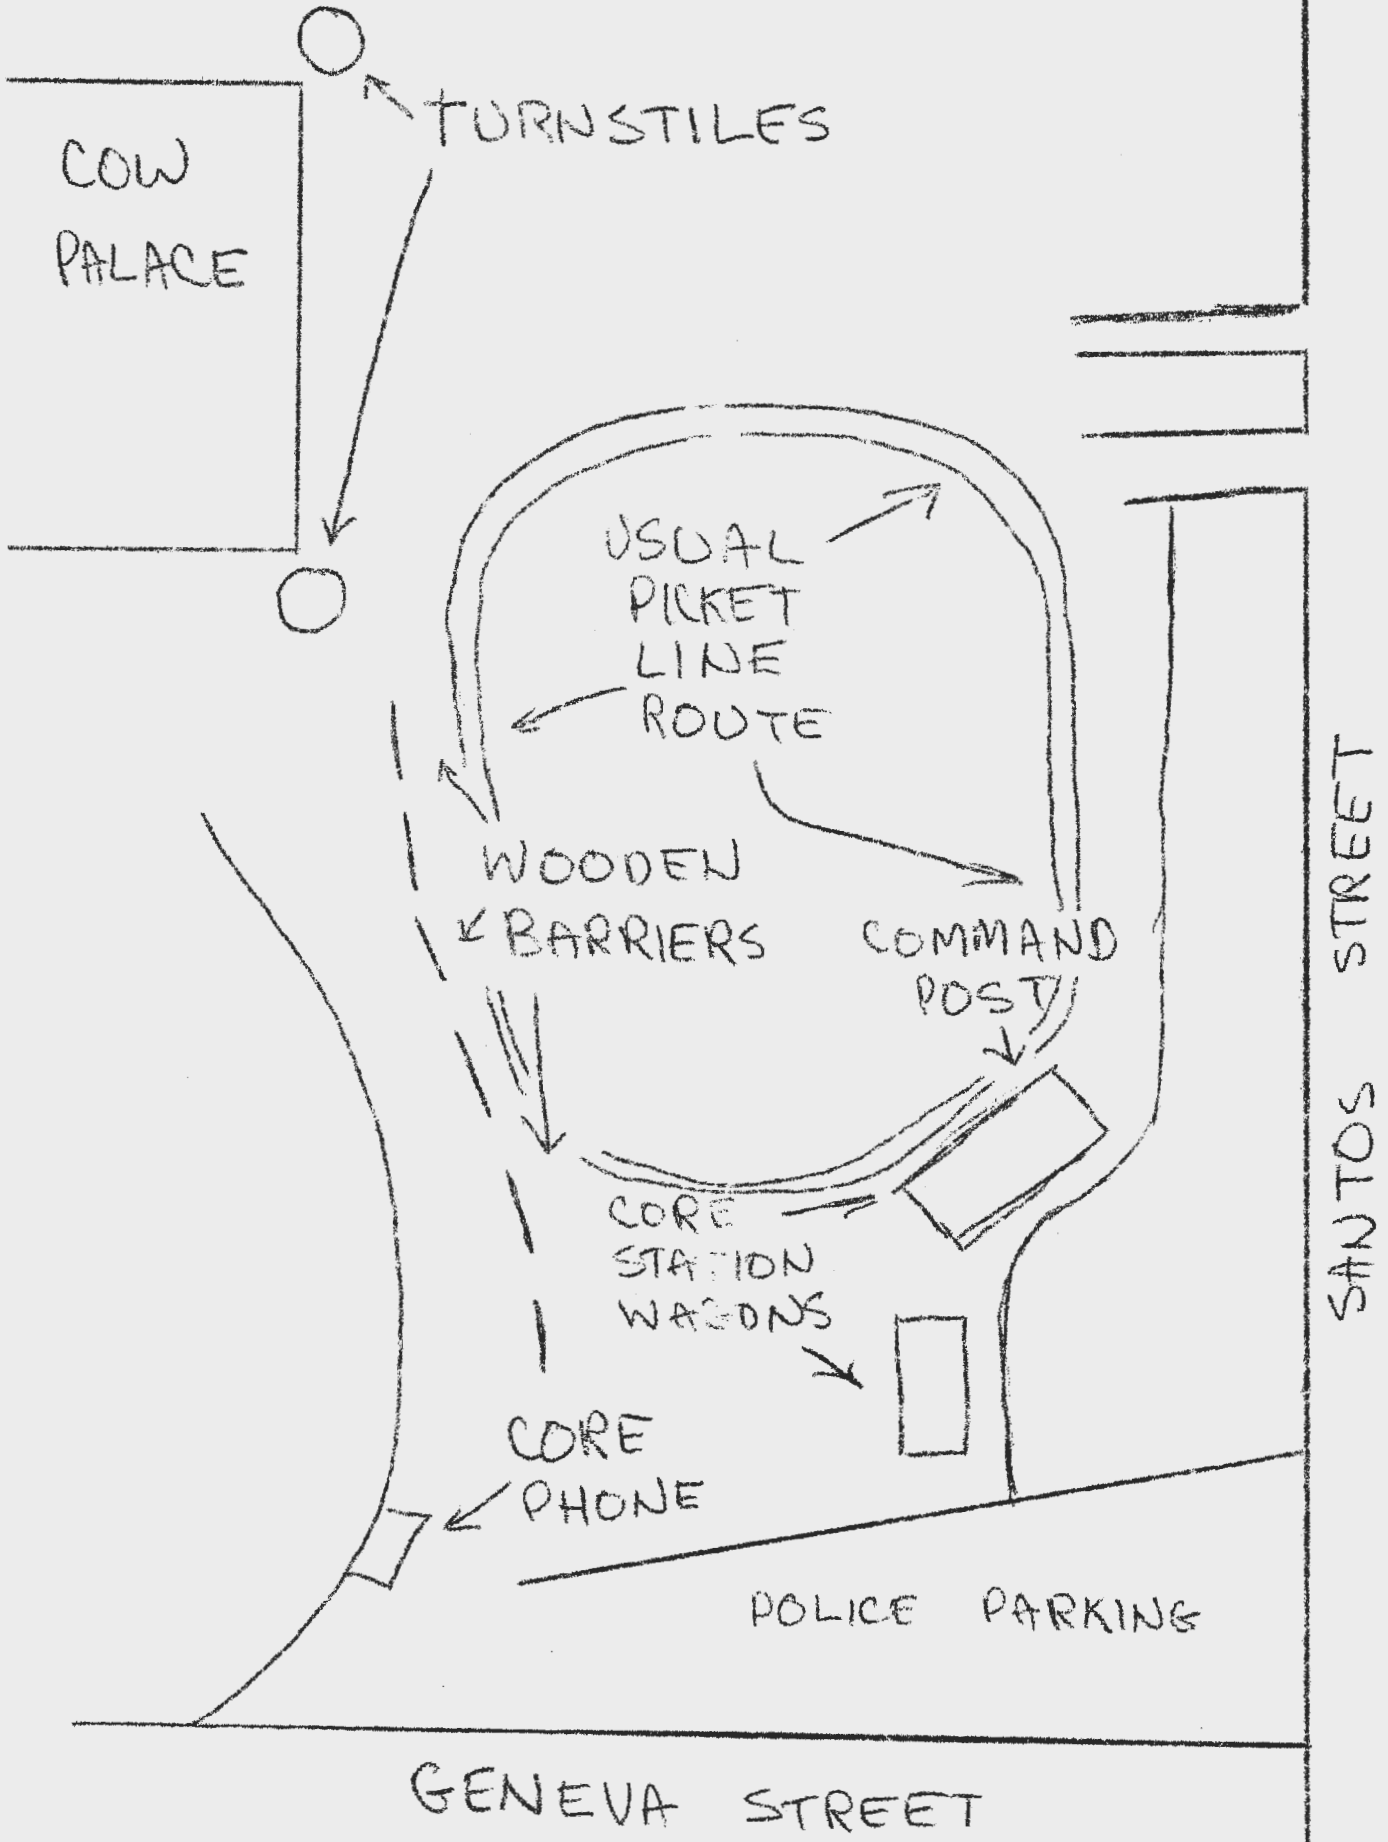 TURNSTILES
COW
PALACE
USUAL
PICKET
LINE
ROUTE
WOODEN
BARRIERS
COMMAND
POST
CORE
STATION
WAGONS
CORE
PHONE
POLICE PARKING
SANTOS STREET
GENEVA STREET